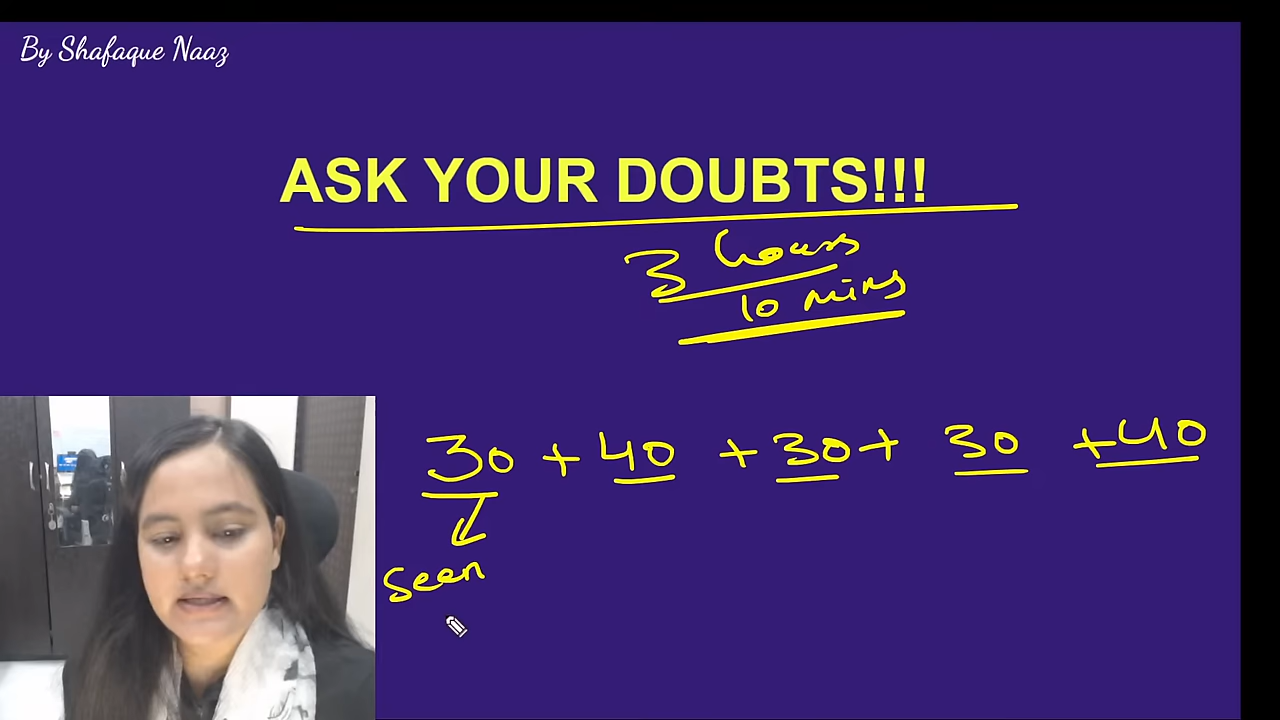 By Shafaque Naaz
ASK YOUR DOUBTS!!!
3 hours
10 mins
30 + 40 + 30 + 30 + 40
Seen